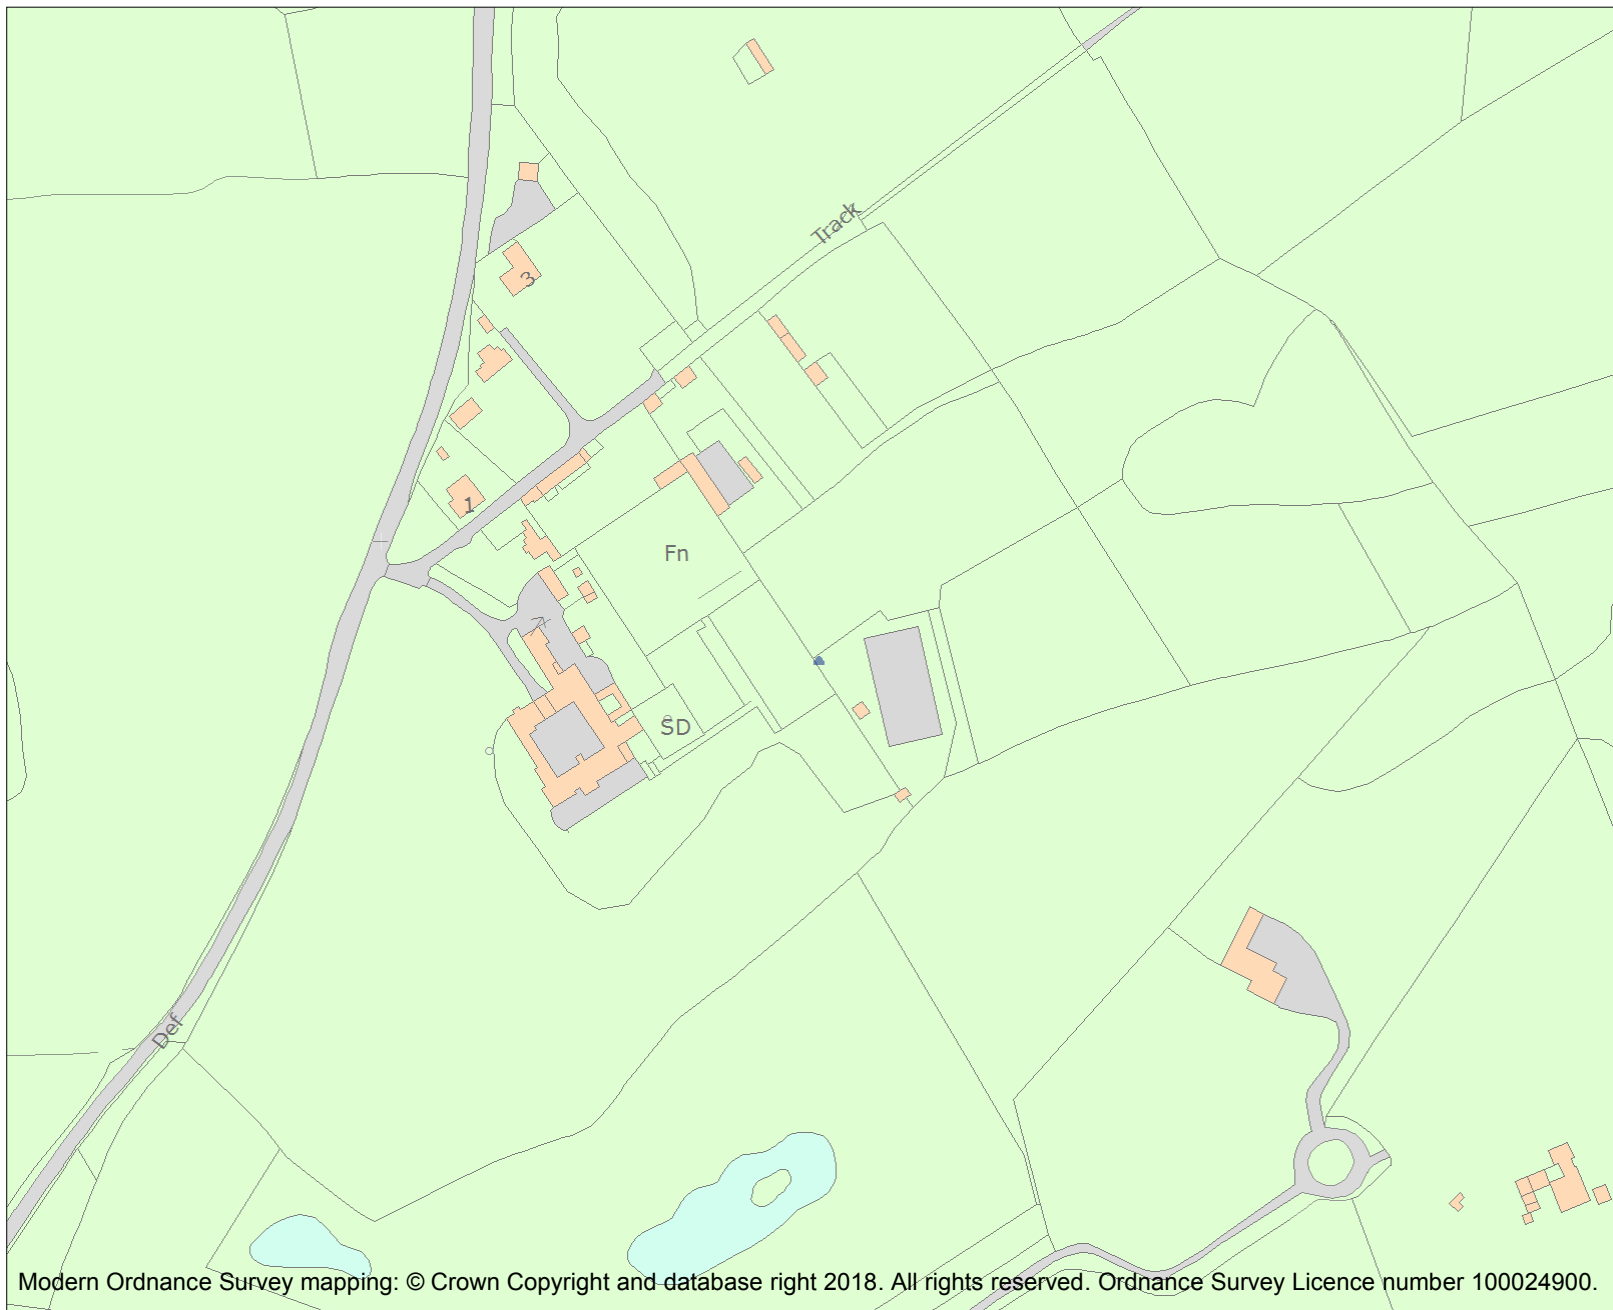 Track
3
1
Fn
SD
Def
Modern Ordnance Survey mapping: © Crown Copyright and database right 2018. All rights reserved. Ordnance Survey Licence number 100024900.